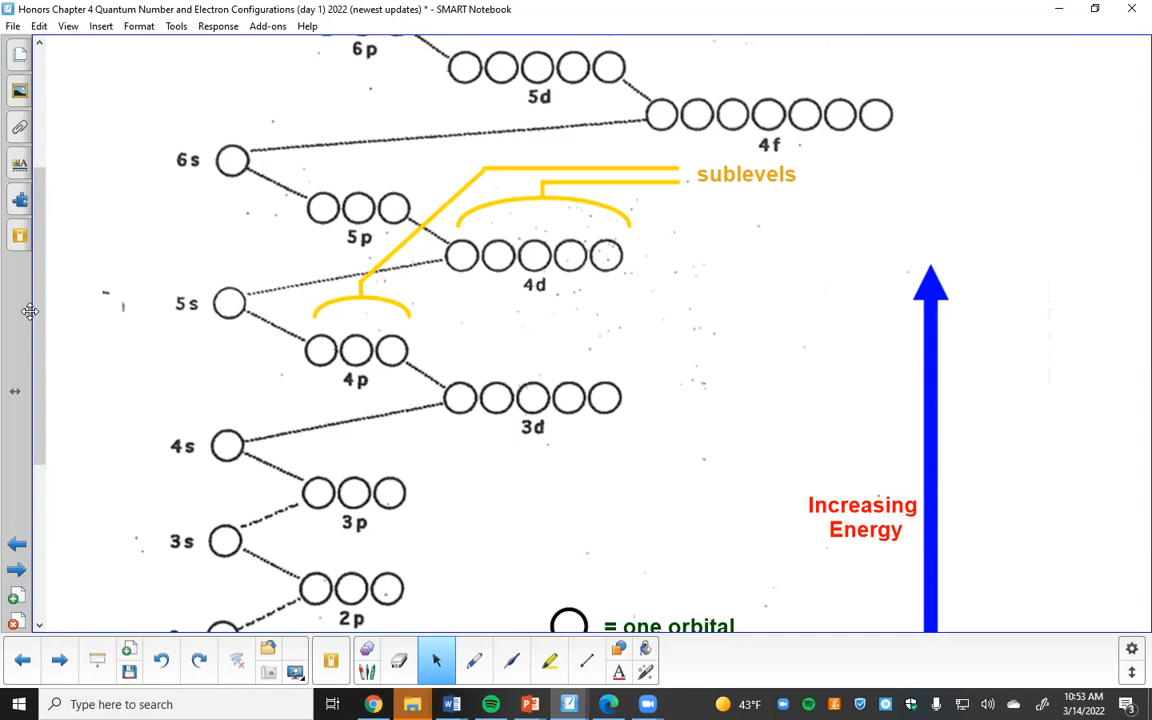 Honors Chapter 4 Quantum Number and Electron Configurations (day 1) 2022 (newest updates) * - SMART Notebook
File Edit View Insert Format Tools Response Add-ons Help
6p
5d
4f
6s
sublevels
5p
4d
5s
4p
3d
4s
Increasing
Energy
3p
3s
2p
= one orbital
Type here to search
43°F
10:53 AM
3/14/2022
3